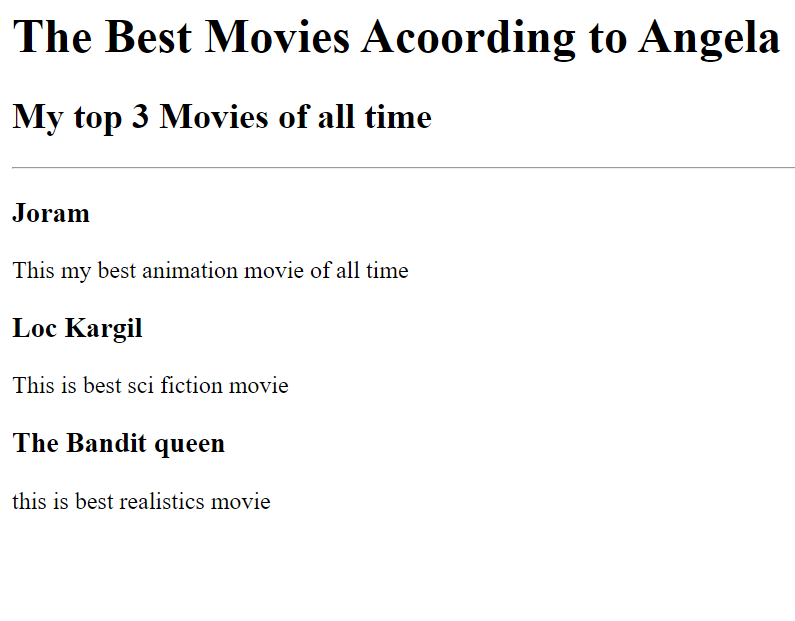 The Best Movies Acoording to Angela
My top 3 Movies of all time
Joram
This my best animation movie of all time
Loc Kargil
This is best sci fiction movie
The Bandit queen
this is best realistics movie